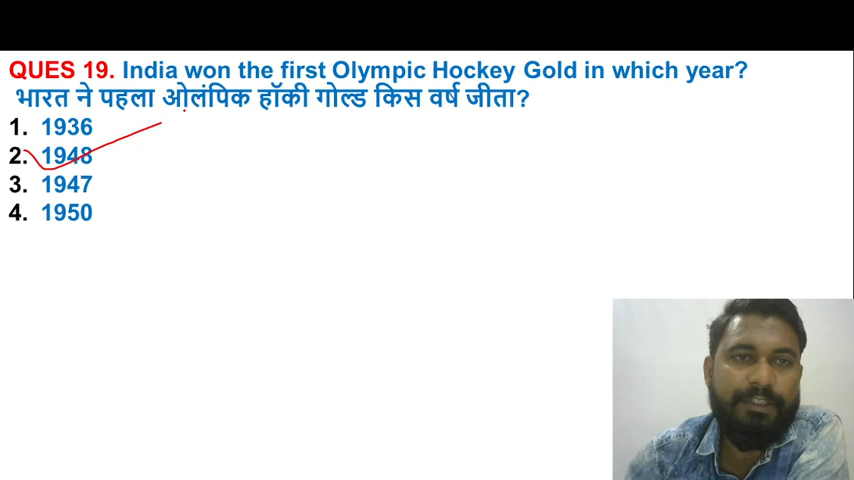 QUES 19. India won the first Olympic Hockey Gold in which year?
भारत ने पहला ओलंपिक हॉकी गोल्ड किस वर्ष जीता?
1. 1936
2. 1948
3. 1947
4. 1950